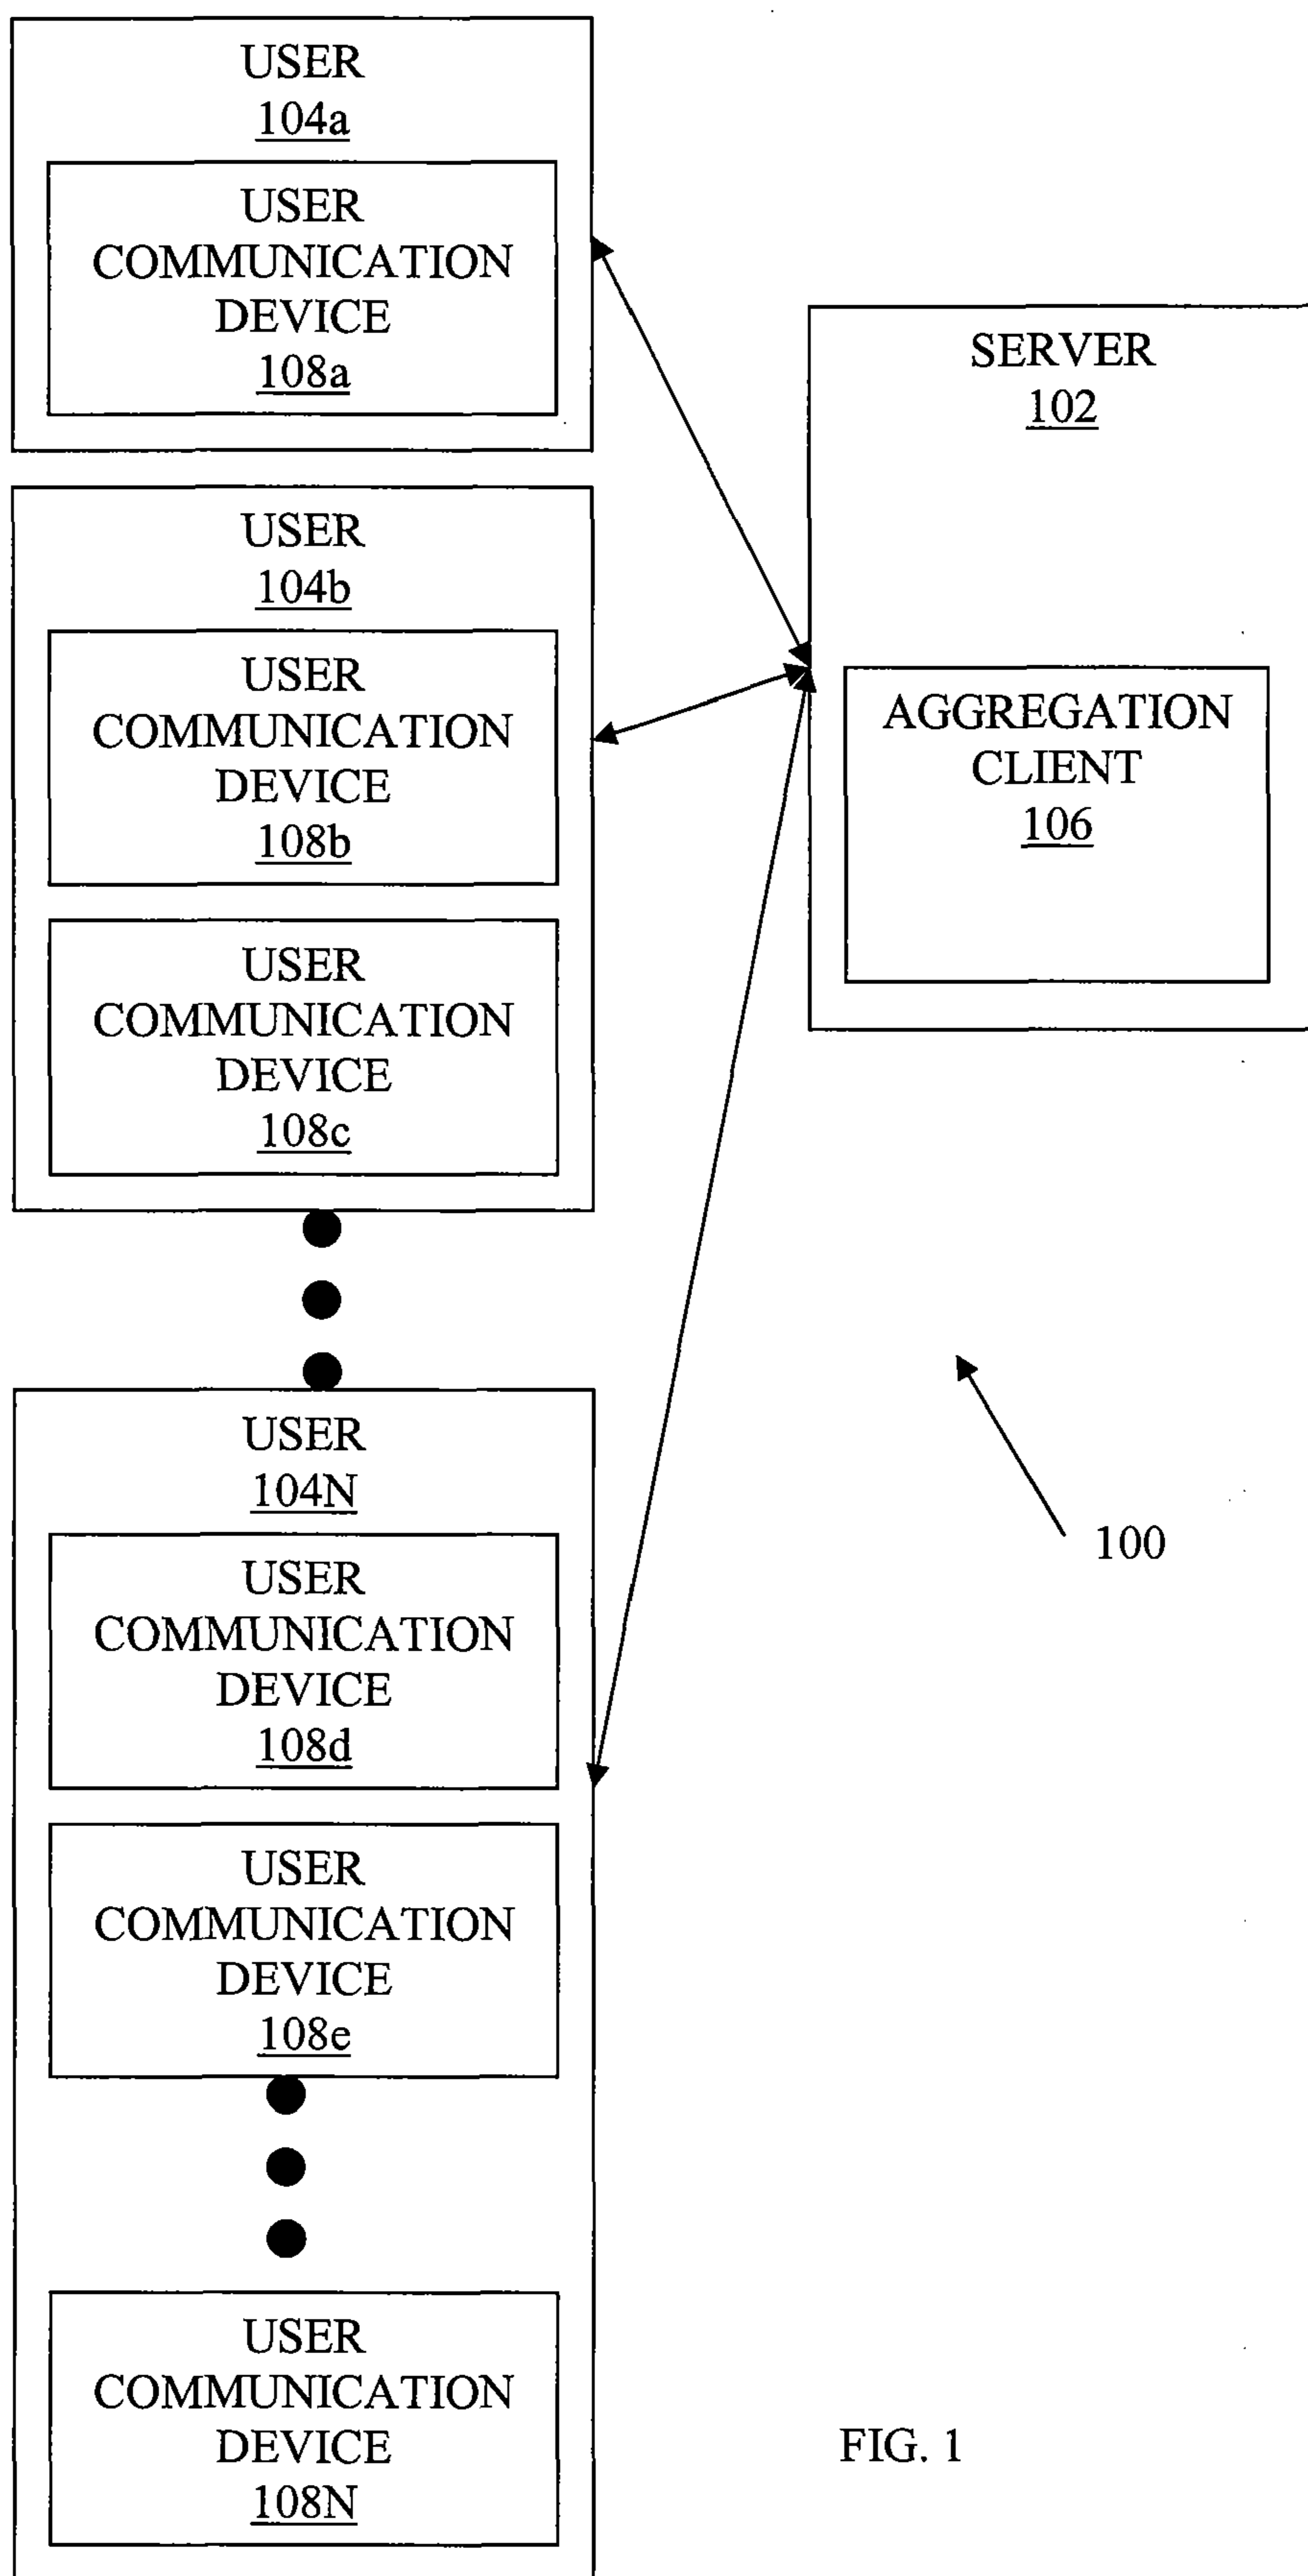 USER
104a
USER
COMMUNICATION
DEVICE
108a
USER
104b
USER
COMMUNICATION
DEVICE
108b
USER
COMMUNICATION
DEVICE
108c
USER
104N
USER
COMMUNICATION
DEVICE
108d
USER
COMMUNICATION
DEVICE
108e
USER
COMMUNICATION
DEVICE
108N
SERVER
102
AGGREGATION
CLIENT
106
100
FIG. 1